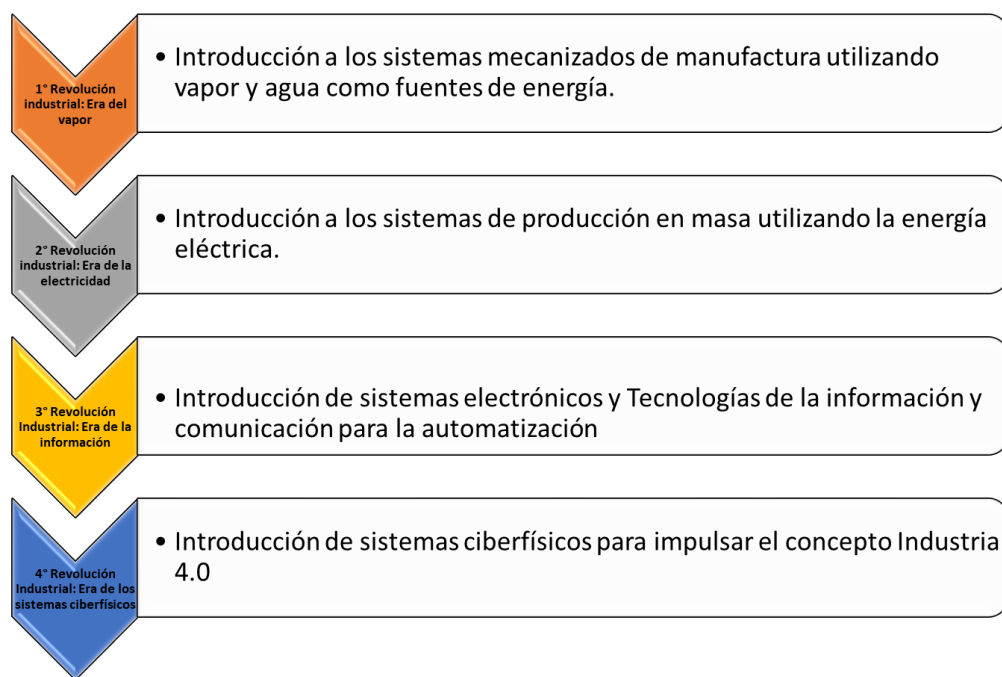 1° Revolución
industrial: Era del
vapor
• Introducción a los sistemas mecanizados de manufactura utilizando
vapor y agua como fuentes de energía.
2° Revolución
industrial: Era de la
electricidad
• Introducción a los sistemas de producción en masa utilizando la energía
eléctrica.
3° Revolución
Industrial: Era de la
información
• Introducción de sistemas electrónicos y Tecnologías de la información y
comunicación para la automatización
4° Revolución
Industrial: Era de los
sistemas ciberfísicos
• Introducción de sistemas ciberfísicos para impulsar el concepto Industria
4.0